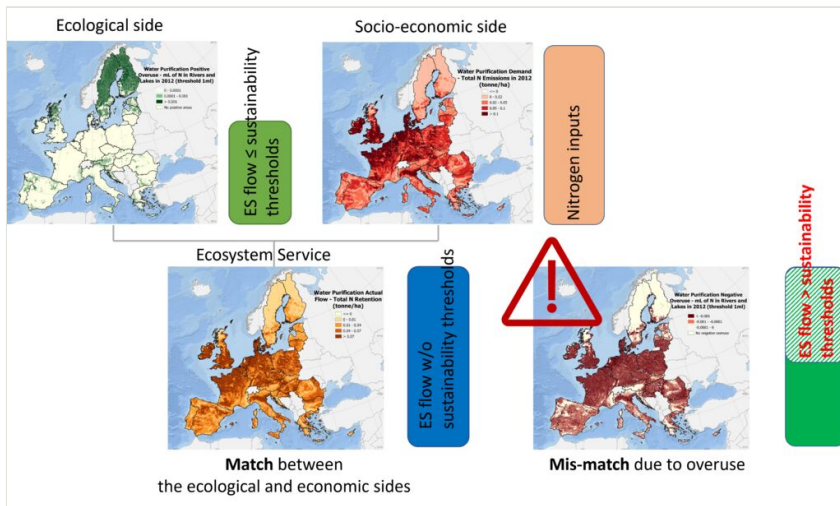 Ecological side
Socio-economic side
Water Purification Positive
Overuse - mL of N in Rivers and
Lakes in 2012 (threshold 1ml)
No positive areas
ES flow ≤ sustainability
thresholds
Water Purification Demand
- Total N Emissions in 2012
(tonne/ha)
Nitrogen inputs
Ecosystem Service
Water Purification Actual
Flow - Total N Retention
(tonne/ha)
ES flow w/o
sustainability thresholds
Water Purification Negative
Overuse - mL of N in Rivers and
Lakes in 2012 (threshold 1ml)
No negative overuse
ES flow > sustainability
thresholds
Match between
the ecological and economic sides
Mis-match due to overuse